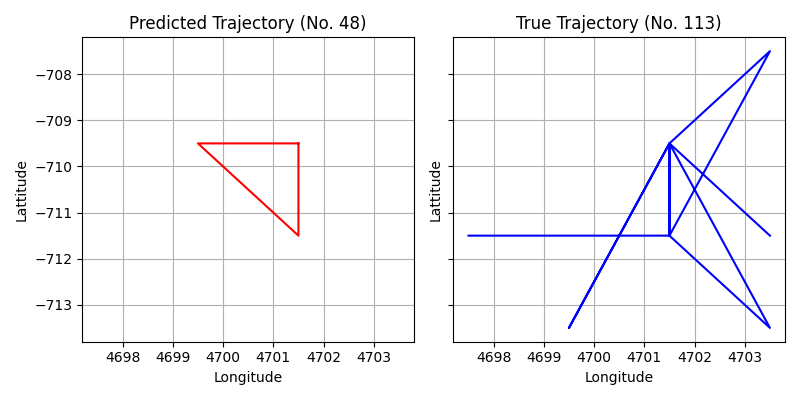 Predicted Trajectory (No. 48)
True Trajectory (No. 113)
−708
−709
−710
−711
−712
−713
Lattitude
Lattitude
4698 4699 4700 4701 4702 4703
4698 4699 4700 4701 4702 4703
Longitude
Longitude